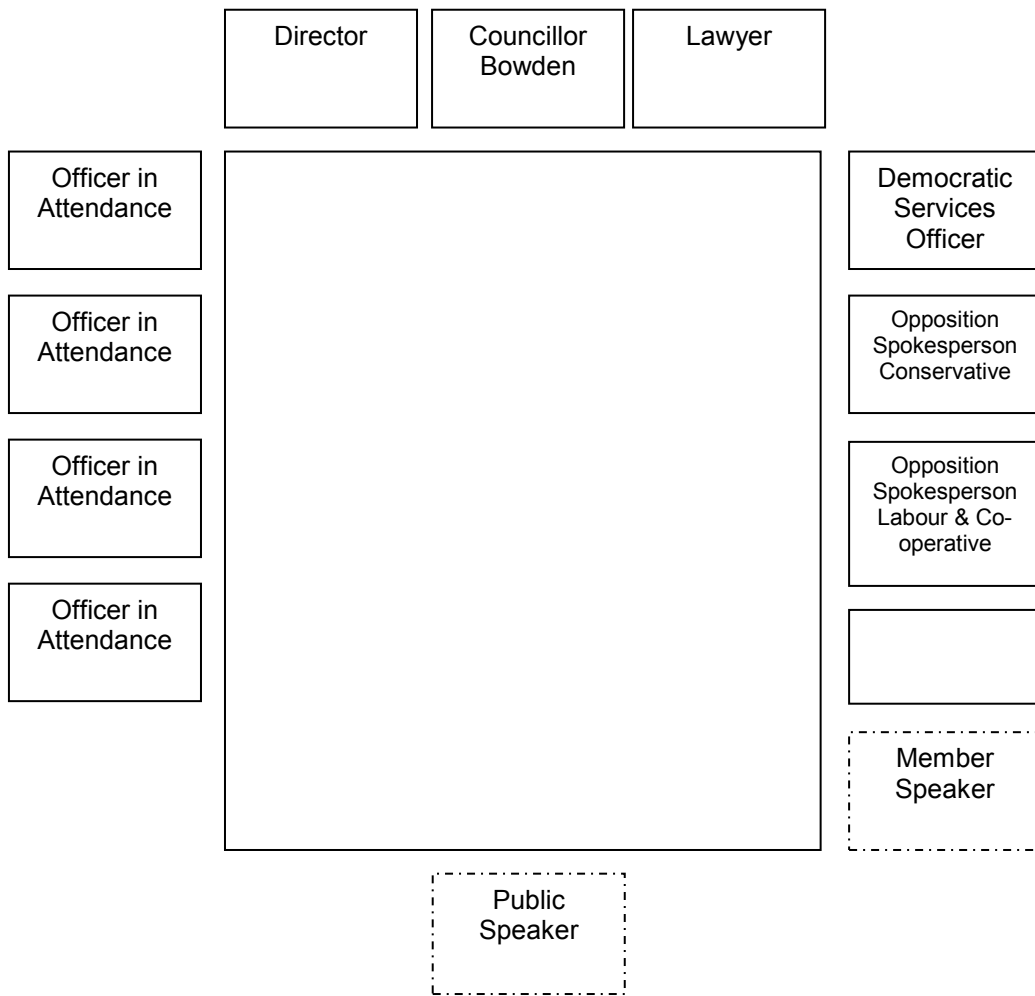 Director
Councillor
Bowden
Lawyer
Officer in
Attendance
Democratic
Services
Officer
Officer in
Attendance
Opposition
Spokesperson
Conservative
Officer in
Attendance
Opposition
Spokesperson
Labour & Co-
operative
Officer in
Attendance
Member
Speaker
Public
Speaker